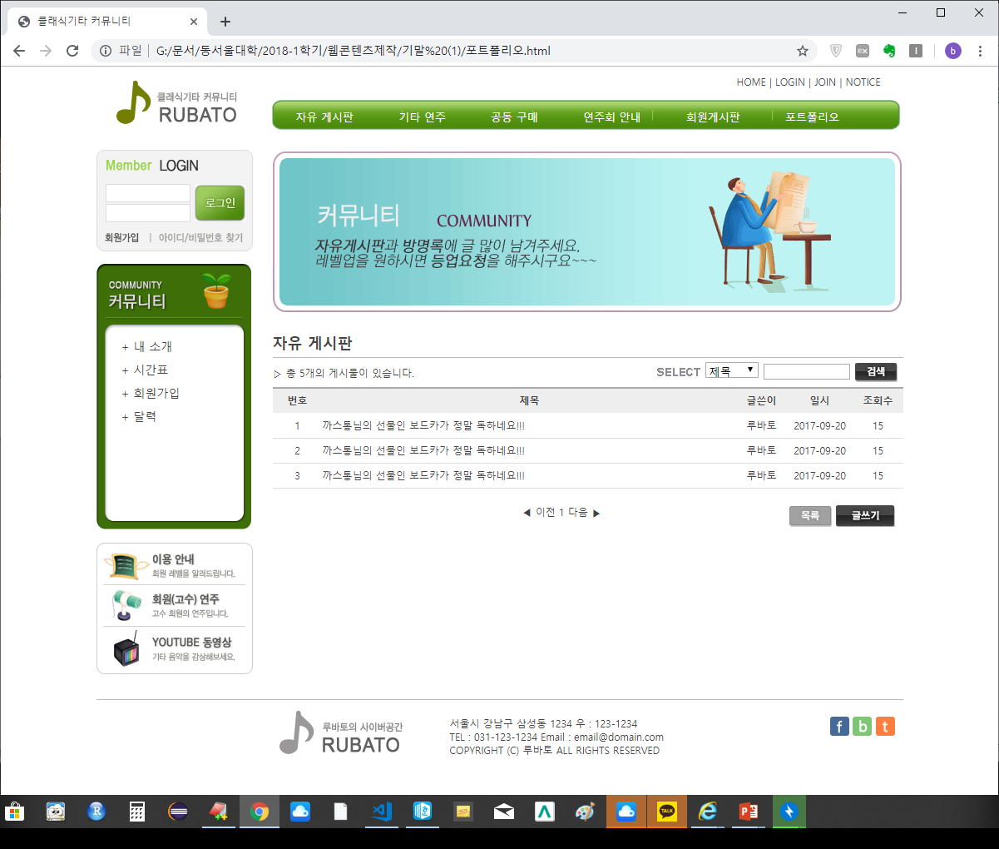 클래식기타 커뮤니티
파일 | G:/문서/동서울대학/2018-1학기/웹콘텐츠제작/기말%20(1)/포트폴리오.html
b
HOME | LOGIN | JOIN | NOTICE
클래식기타 커뮤니티
RUBATO
자유 게시판 기타 연주 공동 구매 연주회 안내 회원게시판 포트폴리오
Member LOGIN
로그인
회원가입 | 아이디/비밀번호 찾기
NEWS
커뮤니티 COMMUNITY
자유게시판과 방명록에 글 많이 남겨주세요.
레벨업을 원하시면 등업요청을 해주시구요~~~
COMMUNITY
커뮤니티
+ 내 소개
+ 시간표
+ 회원가입
+ 달력
자유 게시판
▷ 총 5개의 게시물이 있습니다. SELECT 제목 ▼ 검색
번호 제목 글쓴이 일시 조회수
1 까스통님의 선물인 보드카가 정말 독하네요!!! 루바토 2017-09-20 15
2 까스통님의 선물인 보드카가 정말 독하네요!!! 루바토 2017-09-20 15
3 까스통님의 선물인 보드카가 정말 독하네요!!! 루바토 2017-09-20 15
◀ 이전 1 다음 ▶ 목록 글쓰기
이용 안내
회원 레벨을 알려드립니다.
회원(고수) 연주
고수 회원의 연주입니다.
YOUTUBE 동영상
기타 음악을 감상해보세요.
루바토의 사이버공간
RUBATO
서울시 강남구 삼성동 1234 우 : 123-1234
TEL : 031-123-1234 Email : email@domain.com
COPYRIGHT (C) 루바토 ALL RIGHTS RESERVED
f b t
TALK